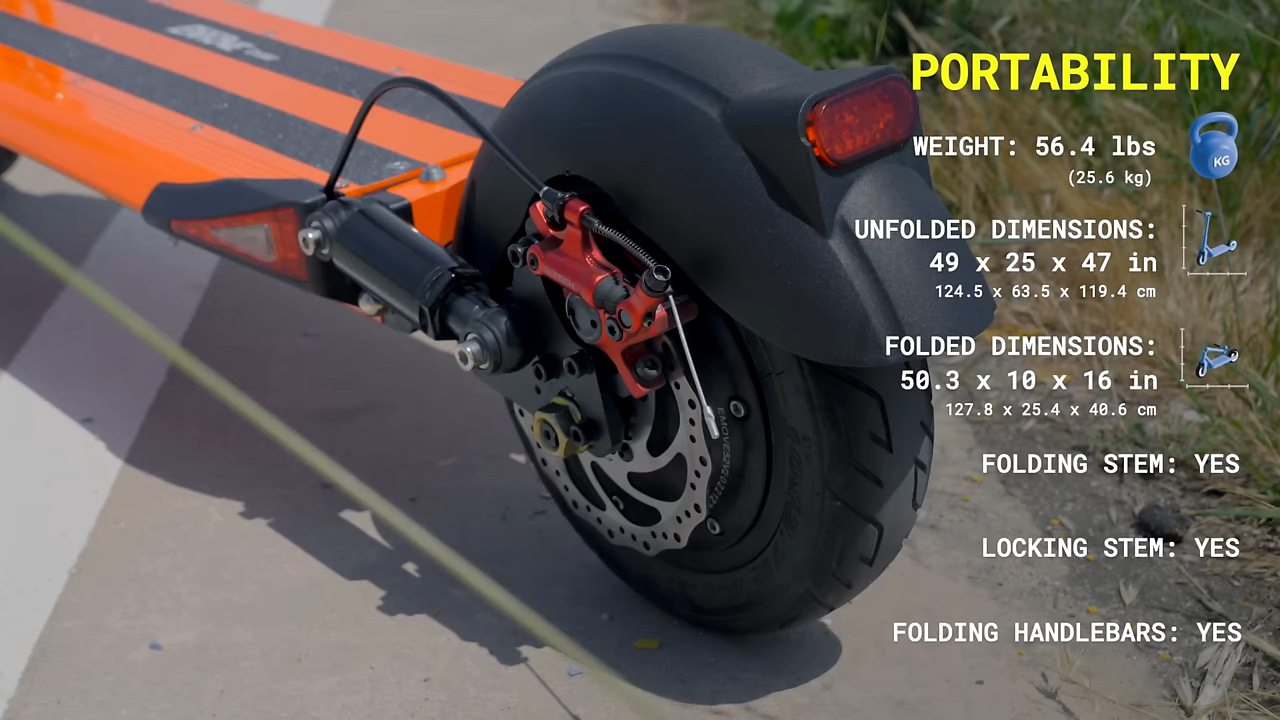 PORTABILITY
WEIGHT: 56.4 lbs
(25.6 kg)
KG
UNFOLDED DIMENSIONS:
49 x 25 x 47 in
124.5 x 63.5 x 119.4 cm
FOLDED DIMENSIONS:
50.3 x 10 x 16 in
127.8 x 25.4 x 40.6 cm
FOLDING STEM: YES
LOCKING STEM: YES
FOLDING HANDLEBARS: YES